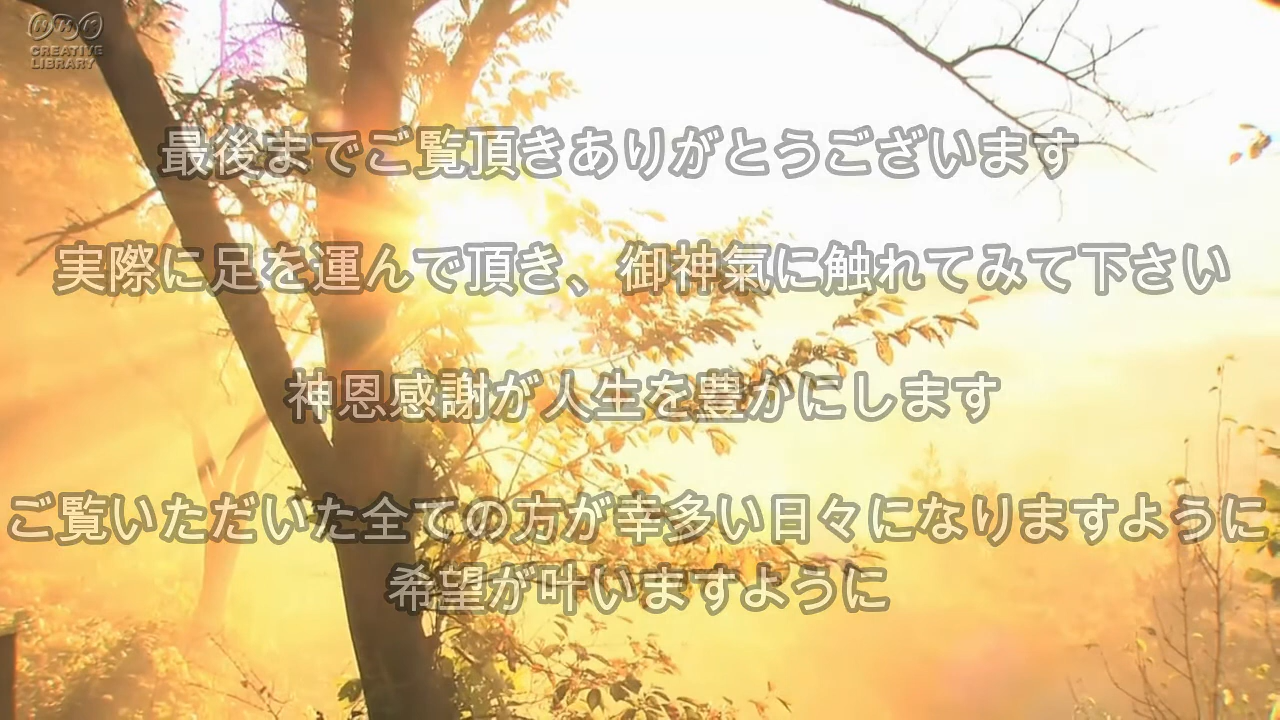 NHK
CREATIVE
LIBRARY
最後までご覧頂きありがとうございます
実際に足を運んで頂き、御神氣に触れてみて下さい
神恩感謝が人生を豊かにします
ご覧いただいた全ての方が幸多い日々になりますように
希望が叶いますように